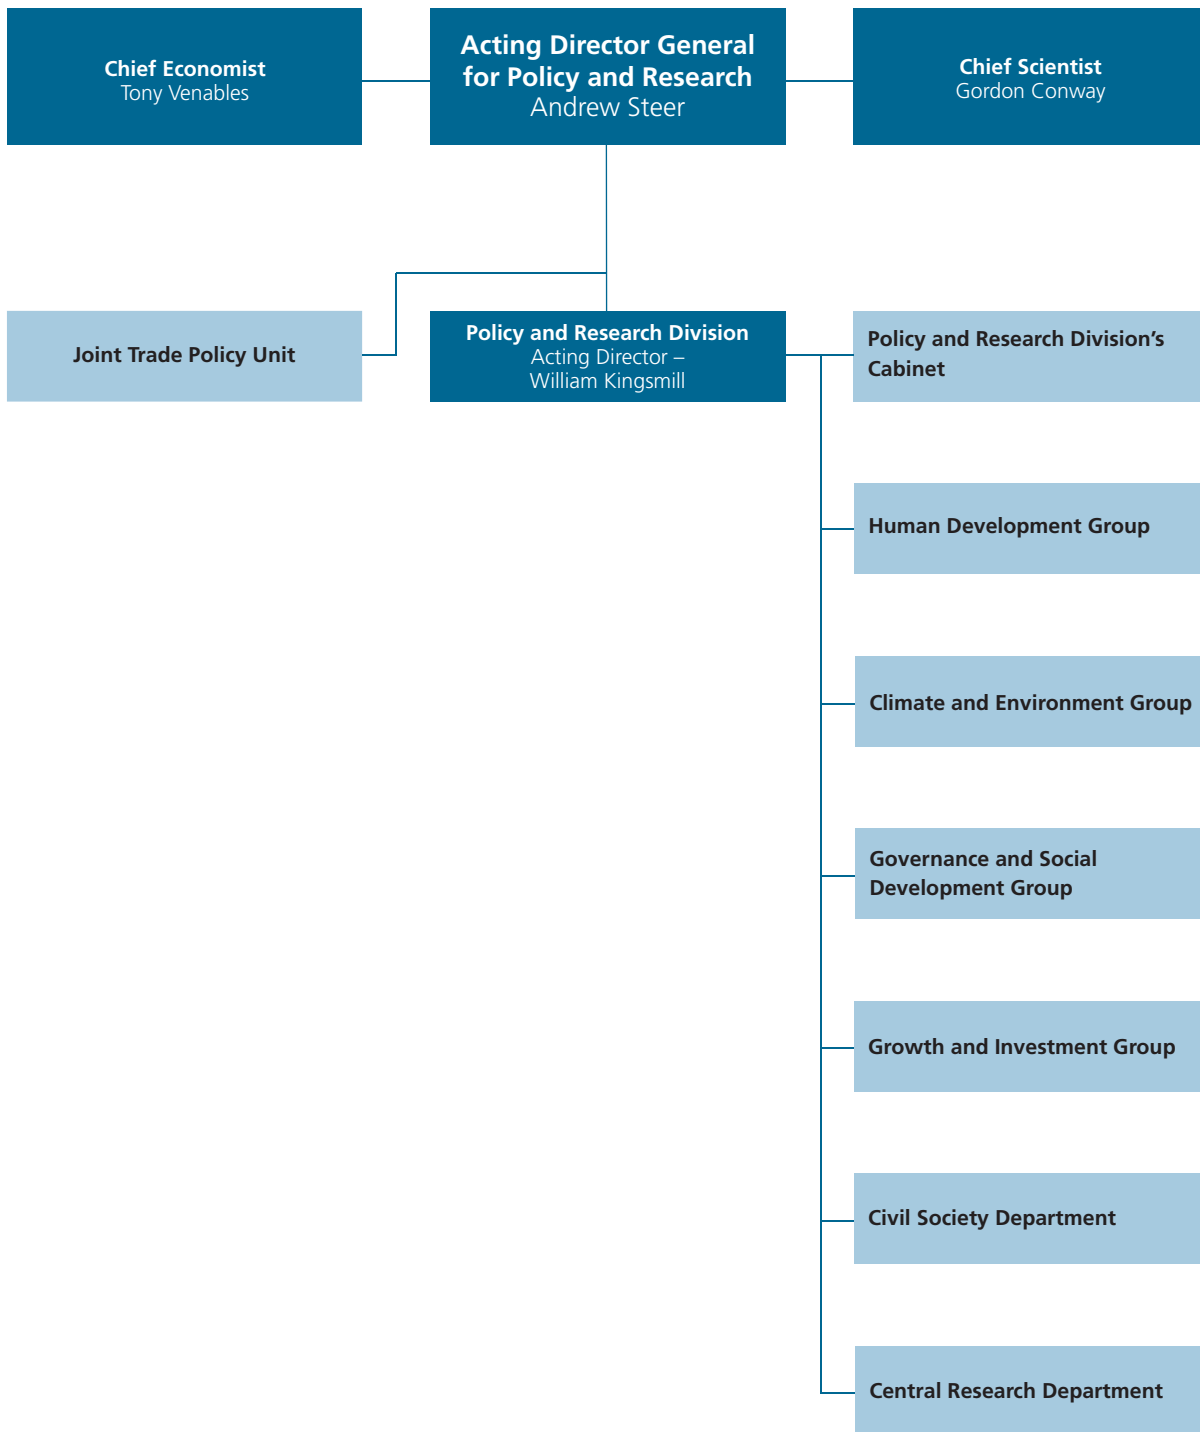 Chief Economist
Tony Venables
Acting Director General
for Policy and Research
Andrew Steer
Chief Scientist
Gordon Conway
Joint Trade Policy Unit
Policy and Research Division
Acting Director –
William Kingsmill
Policy and Research Division’s
Cabinet
Human Development Group
Climate and Environment Group
Governance and Social
Development Group
Growth and Investment Group
Civil Society Department
Central Research Department